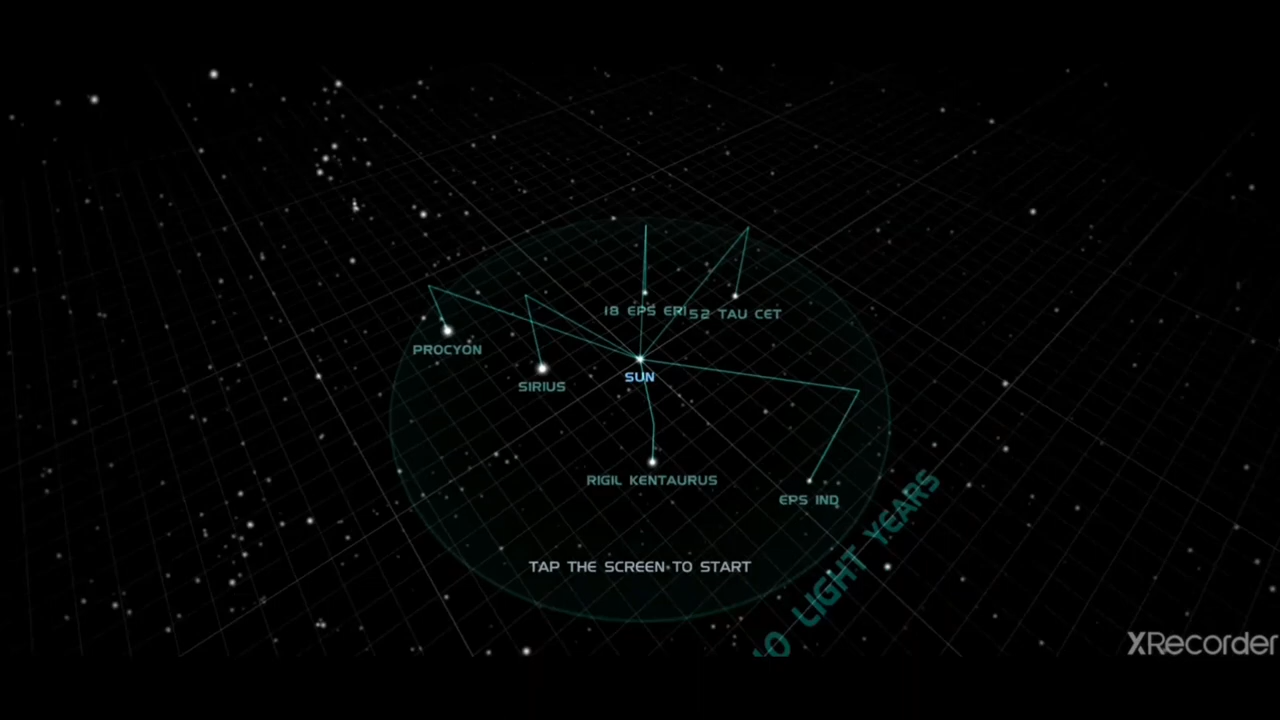 18 EPS ERI
52 TAU CET
PROCYON
SIRIUS
SUN
RIGIL KENTAURUS
EPS IND
TAP THE SCREEN TO START
LIGHT YEARS
XRecorder